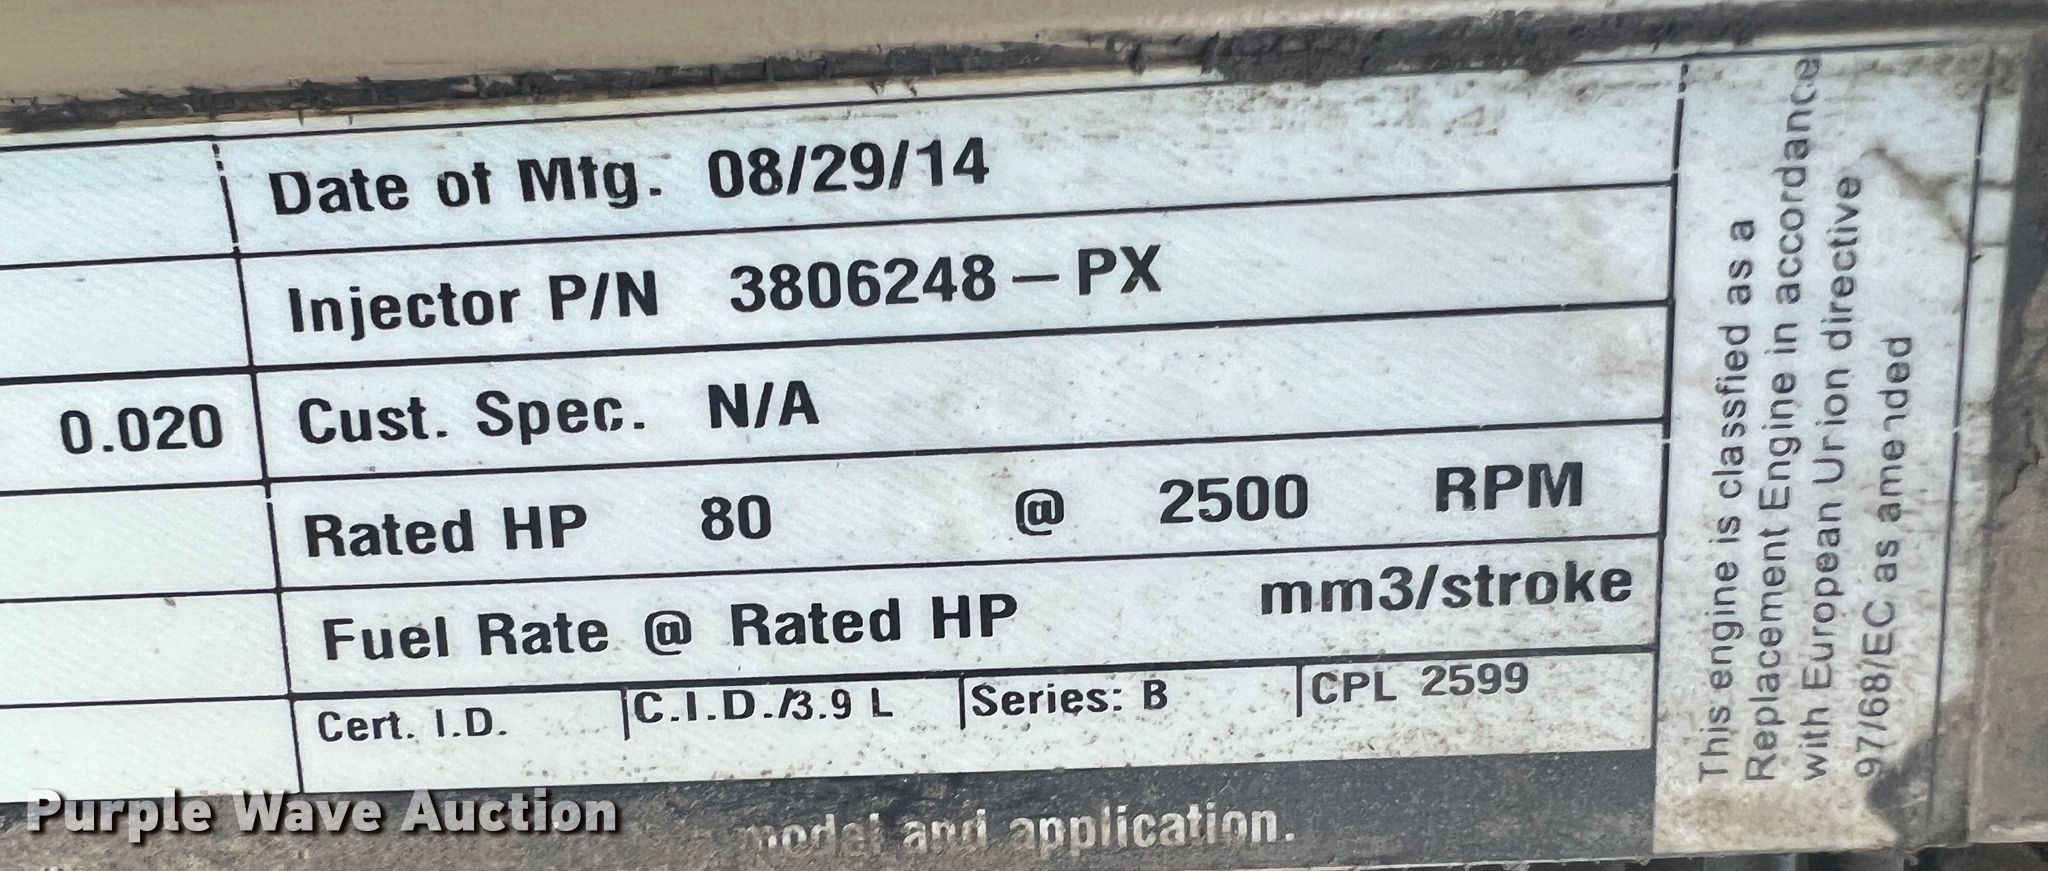 Date of Mfg. 08/29/14
Injector P/N 3806248-PX
0.020
Cust. Spec. N/A
Rated HP 80 @ 2500 RPM
Fuel Rate @ Rated HP mm3/stroke
Cert. I.D. C.I.D./3.9 L Series: B CPL 2599
This engine is classfied as a
Replacement Engine in accordance
with European Union directive
97/68/EC as amended
model and application.
Purple Wave Auction